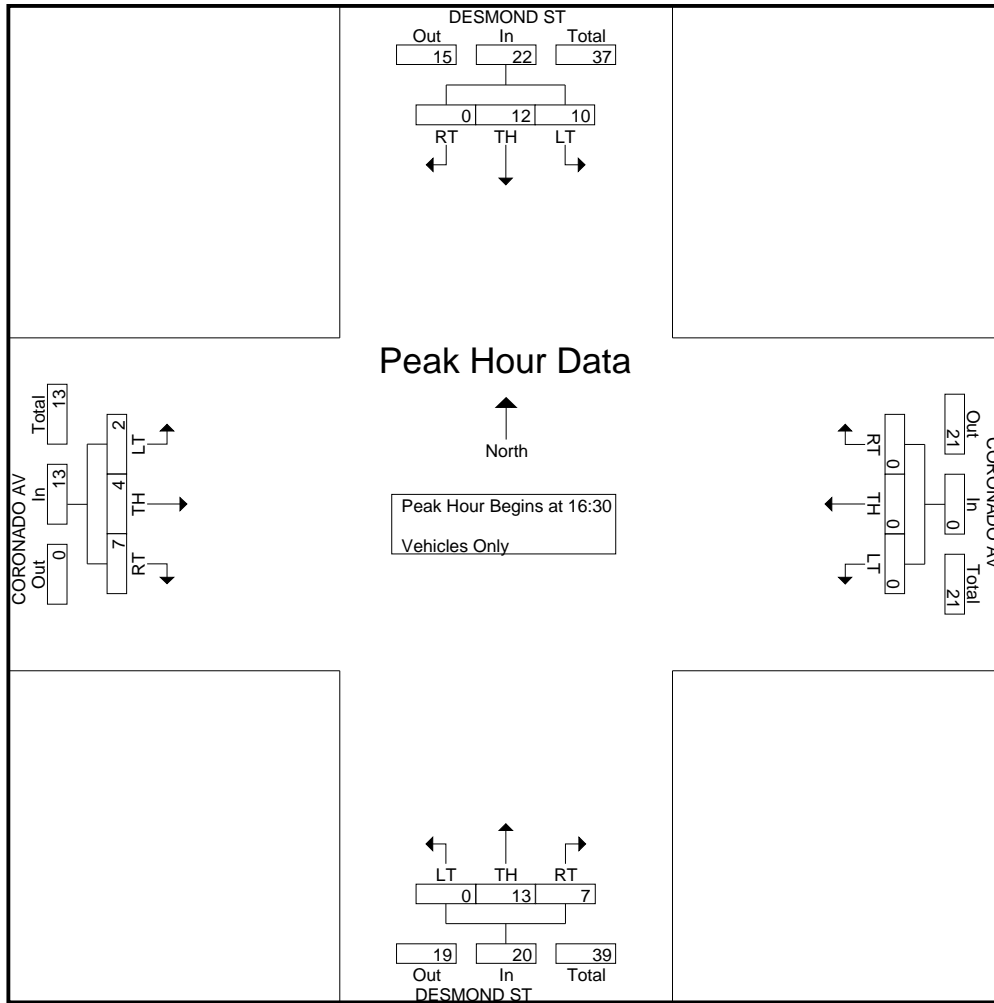 DESMOND ST
Out In Total
15 22 37
0 12 10
RT TH LT
Peak Hour Data
North
Peak Hour Begins at 16:30
Vehicles Only
CORONADO AV
Out In Total
0 13 13
7 4 2
RT TH LT
CORONADO AV
Out In Total
21 0 21
0 0 0
RT TH LT
LT TH RT
0 13 7
19 20 39
Out In Total
DESMOND ST